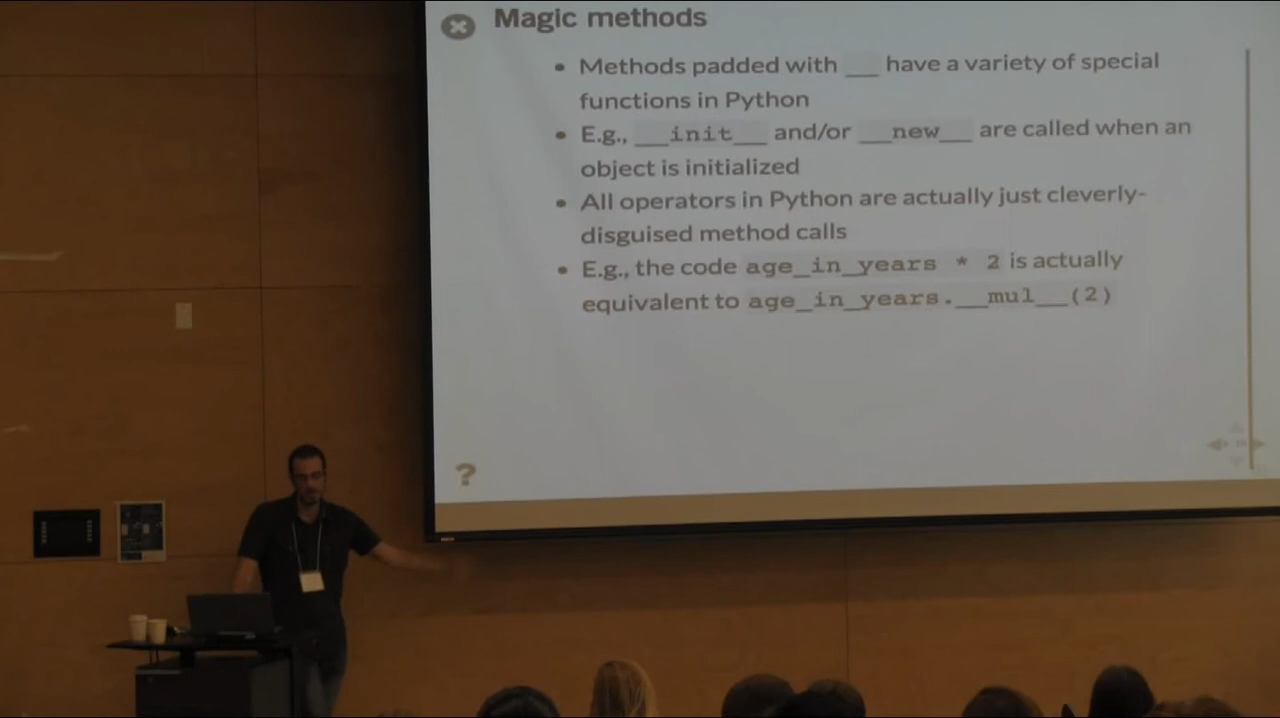 Magic methods
• Methods padded with __ have a variety of special
functions in Python
• E.g., __init__ and/or __new__ are called when an
object is initialized
• All operators in Python are actually just cleverly-
disguised method calls
• E.g., the code age_in_years * 2 is actually
equivalent to age_in_years.__mul__(2)
?